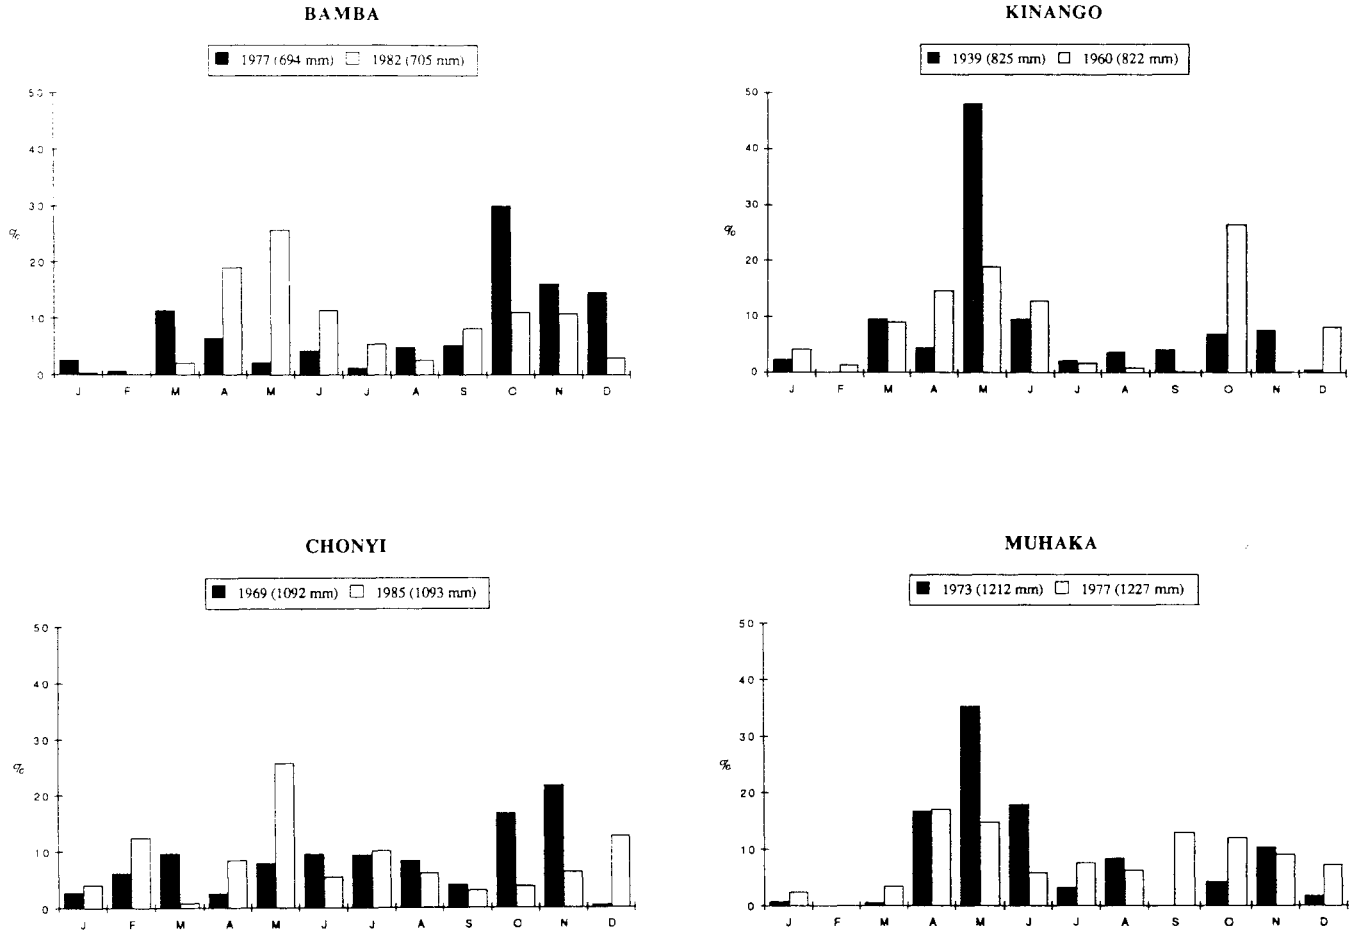 BAMBA
1977 (694 mm) 1982 (705 mm)
50
40
30
%
20
10
0
J F M A M J J A S O N D
KINANGO
1939 (825 mm) 1960 (822 mm)
50
40
30
%
20
10
0
J F M A M J J A S O N D
CHONYI
1969 (1092 mm) 1985 (1093 mm)
50
40
30
%
20
10
0
J F M A M J J A S O N D
MUHAKA
1973 (1212 mm) 1977 (1227 mm)
50
40
30
%
20
10
0
J F M A M J J A S O N D